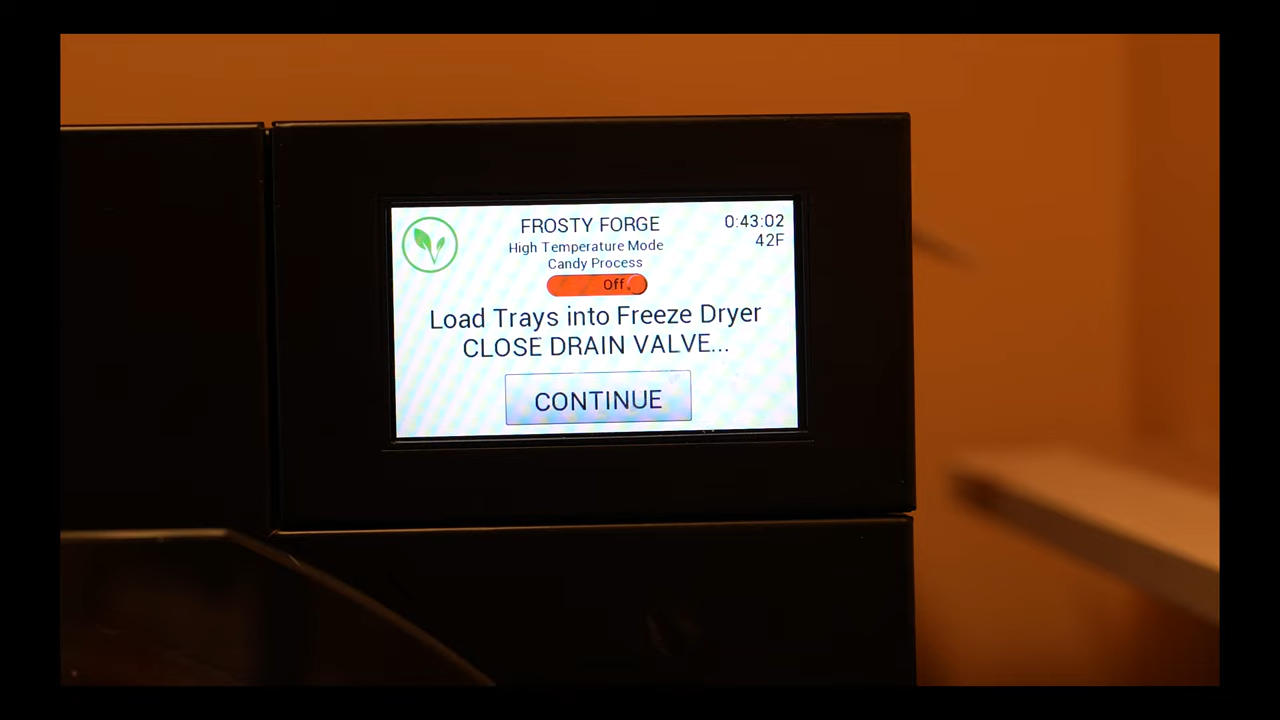 FROSTY FORGE
0:43:02
High Temperature Mode
42F
Candy Process
Off
Load Trays into Freeze Dryer
CLOSE DRAIN VALVE...
CONTINUE